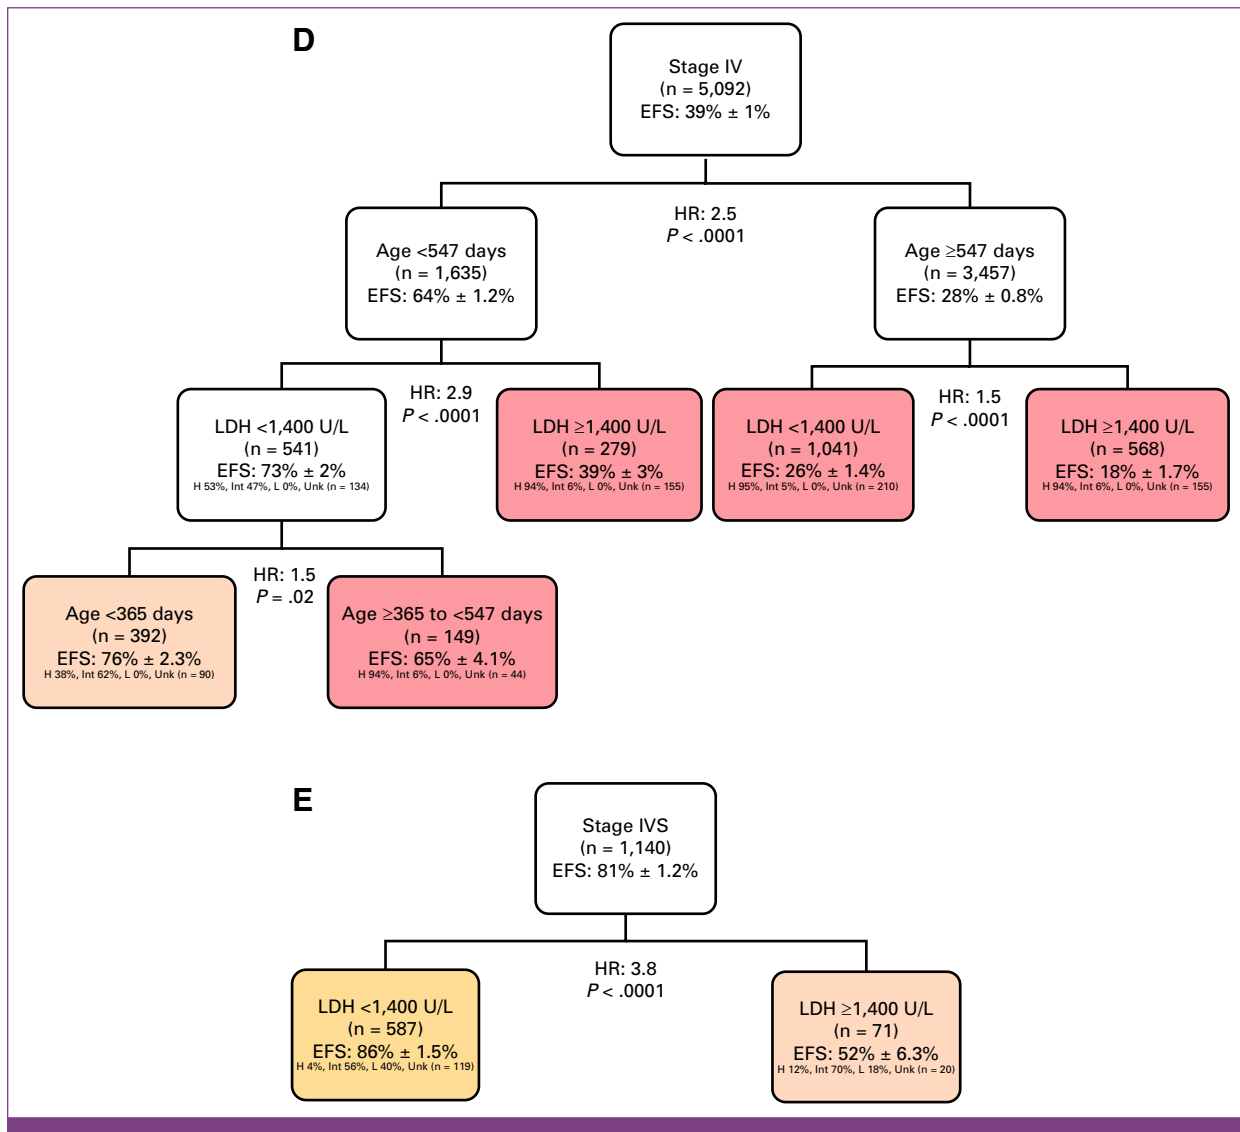 D
Stage IV
(n = 5,092)
EFS: 39% ± 1%
HR: 2.5
P < .0001
Age <547 days
(n = 1,635)
EFS: 64% ± 1.2%
Age ≥547 days
(n = 3,457)
EFS: 28% ± 0.8%
HR: 2.9
P < .0001
HR: 1.5
P < .0001
LDH <1,400 U/L
(n = 541)
EFS: 73% ± 2%
H 53%, Int 47%, L 0%, Unk (n = 134)
LDH ≥1,400 U/L
(n = 279)
EFS: 39% ± 3%
H 94%, Int 6%, L 0%, Unk (n = 155)
LDH <1,400 U/L
(n = 1,041)
EFS: 26% ± 1.4%
H 95%, Int 5%, L 0%, Unk (n = 210)
LDH ≥1,400 U/L
(n = 568)
EFS: 18% ± 1.7%
H 94%, Int 6%, L 0%, Unk (n = 155)
HR: 1.5
P = .02
Age <365 days
(n = 392)
EFS: 76% ± 2.3%
H 38%, Int 62%, L 0%, Unk (n = 90)
Age ≥365 to <547 days
(n = 149)
EFS: 65% ± 4.1%
H 94%, Int 6%, L 0%, Unk (n = 44)
E
Stage IVS
(n = 1,140)
EFS: 81% ± 1.2%
HR: 3.8
P < .0001
LDH <1,400 U/L
(n = 587)
EFS: 86% ± 1.5%
H 4%, Int 56%, L 40%, Unk (n = 119)
LDH ≥1,400 U/L
(n = 71)
EFS: 52% ± 6.3%
H 12%, Int 70%, L 18%, Unk (n = 20)